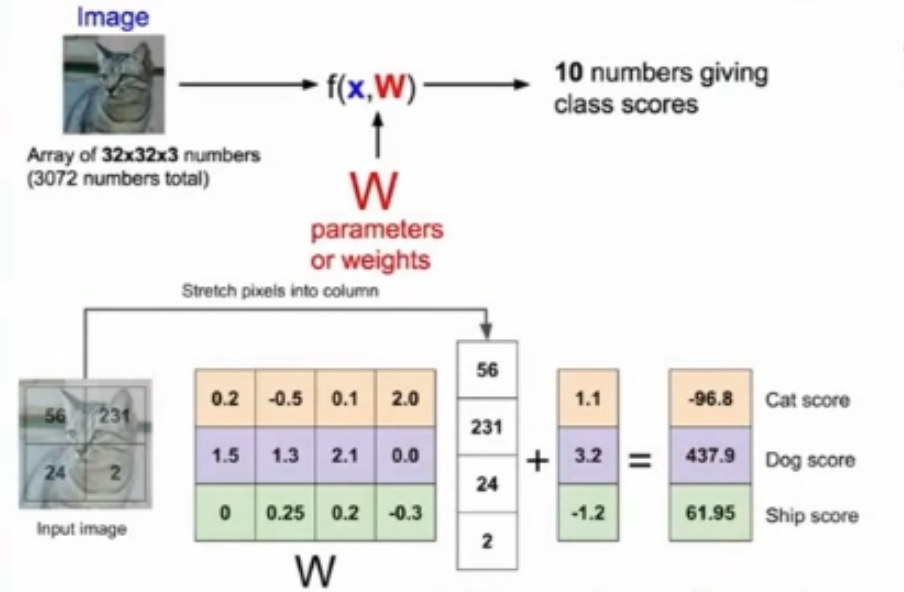 Image
f(x,W)
10 numbers giving
class scores
Array of 32x32x3 numbers
(3072 numbers total)
W
parameters
or weights
Stretch pixels into column
56 231
24 2
Input image
0.2 -0.5 0.1 2.0
1.5 1.3 2.1 0.0
0 0.25 0.2 -0.3
W
56
231
24
2
+
1.1
3.2
-1.2
=
-96.8 Cat score
437.9 Dog score
61.95 Ship score